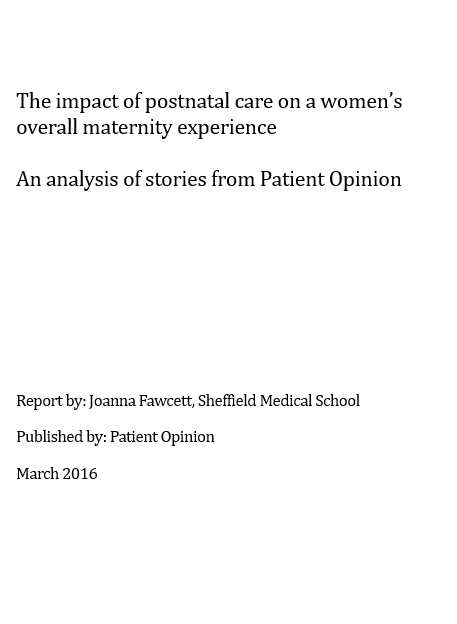 The impact of postnatal care on a women’s
overall maternity experience
An analysis of stories from Patient Opinion
Report by: Joanna Fawcett, Sheffield Medical School
Published by: Patient Opinion
March 2016